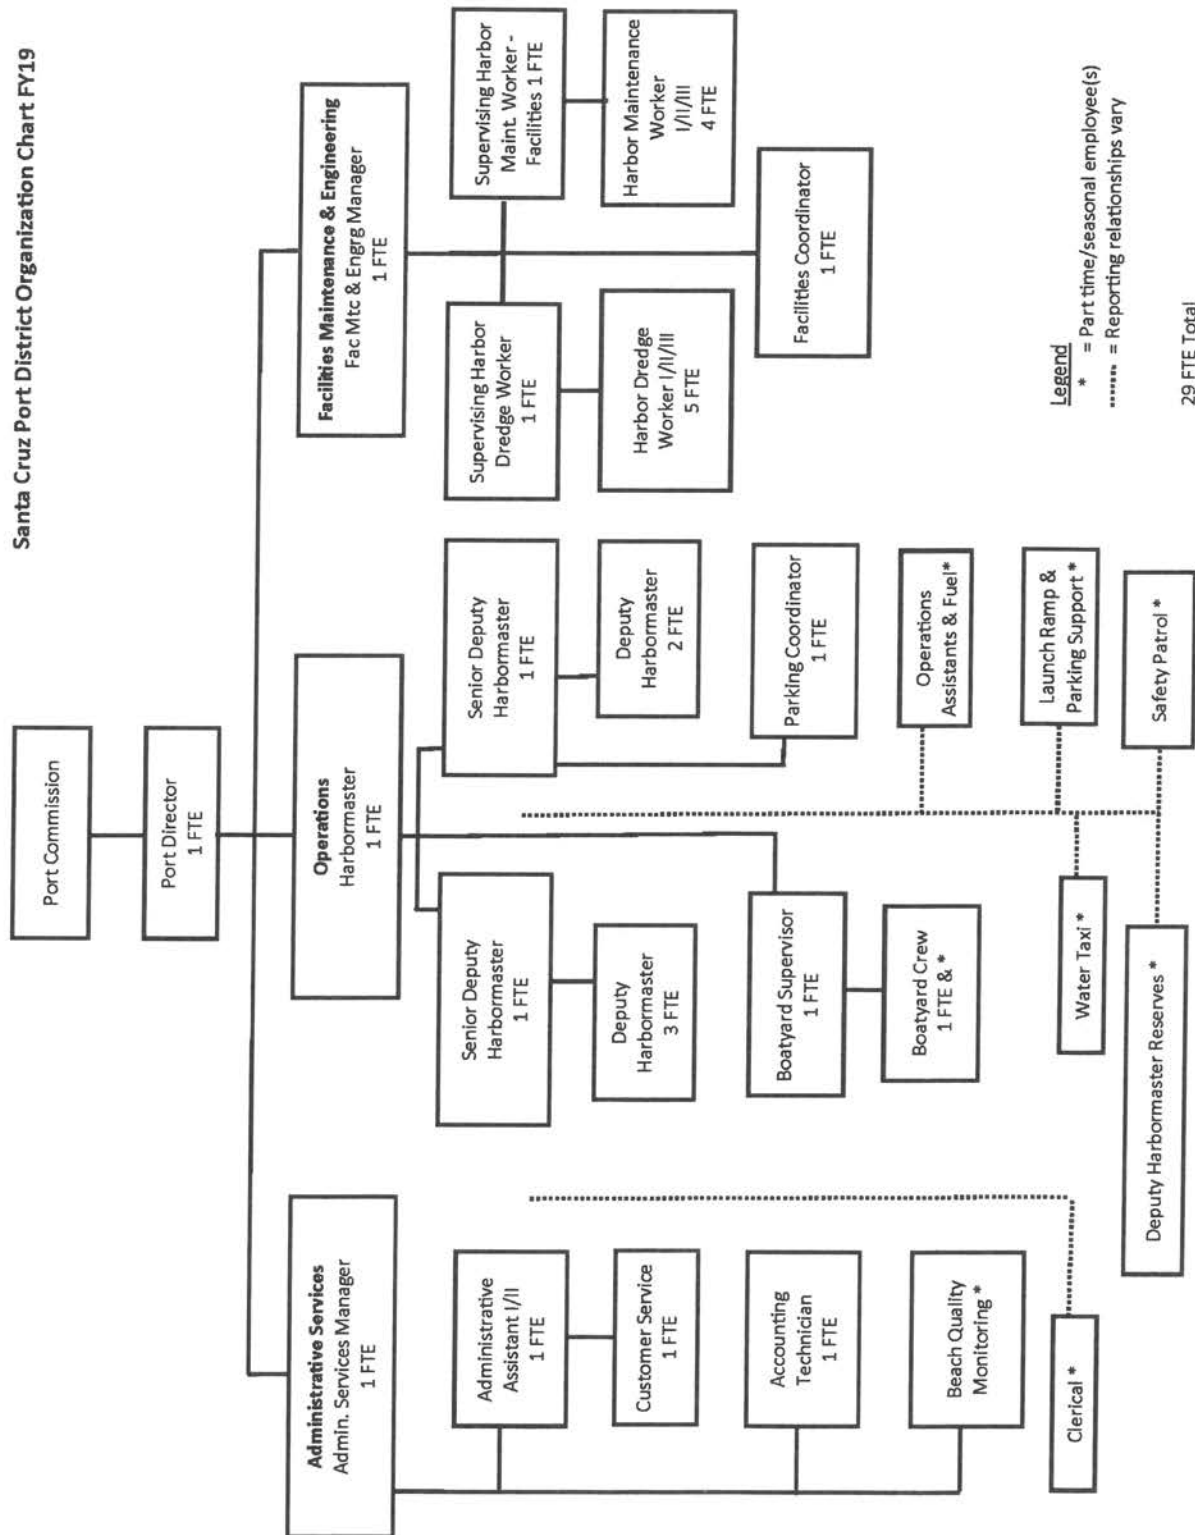 Santa Cruz Port District Organization Chart FY19
Port Commission
Port Director
1 FTE
Administrative Services
Admin. Services Manager
1 FTE
Operations
Harbormaster
1 FTE
Facilities Maintenance & Engineering
Fac Mtc & Engrg Manager
1 FTE
Administrative
Assistant I/II
1 FTE
Customer Service
1 FTE
Accounting
Technician
1 FTE
Beach Quality
Monitoring *
Clerical *
Senior Deputy
Harbormaster
1 FTE
Deputy
Harbormaster
3 FTE
Boatyard Supervisor
1 FTE
Boatyard Crew
1 FTE & *
Water Taxi *
Deputy Harbormaster Reserves *
Senior Deputy
Harbormaster
1 FTE
Deputy
Harbormaster
2 FTE
Parking Coordinator
1 FTE
Operations
Assistants & Fuel*
Launch Ramp &
Parking Support *
Safety Patrol *
Supervising Harbor
Dredge Worker
1 FTE
Harbor Dredge
Worker I/II/III
5 FTE
Supervising Harbor
Maint. Worker -
Facilities 1 FTE
Harbor Maintenance
Worker
I/II/III
4 FTE
Facilities Coordinator
1 FTE
Legend
* = Part time/seasonal employee(s)
....... = Reporting relationships vary
29 FTE Total